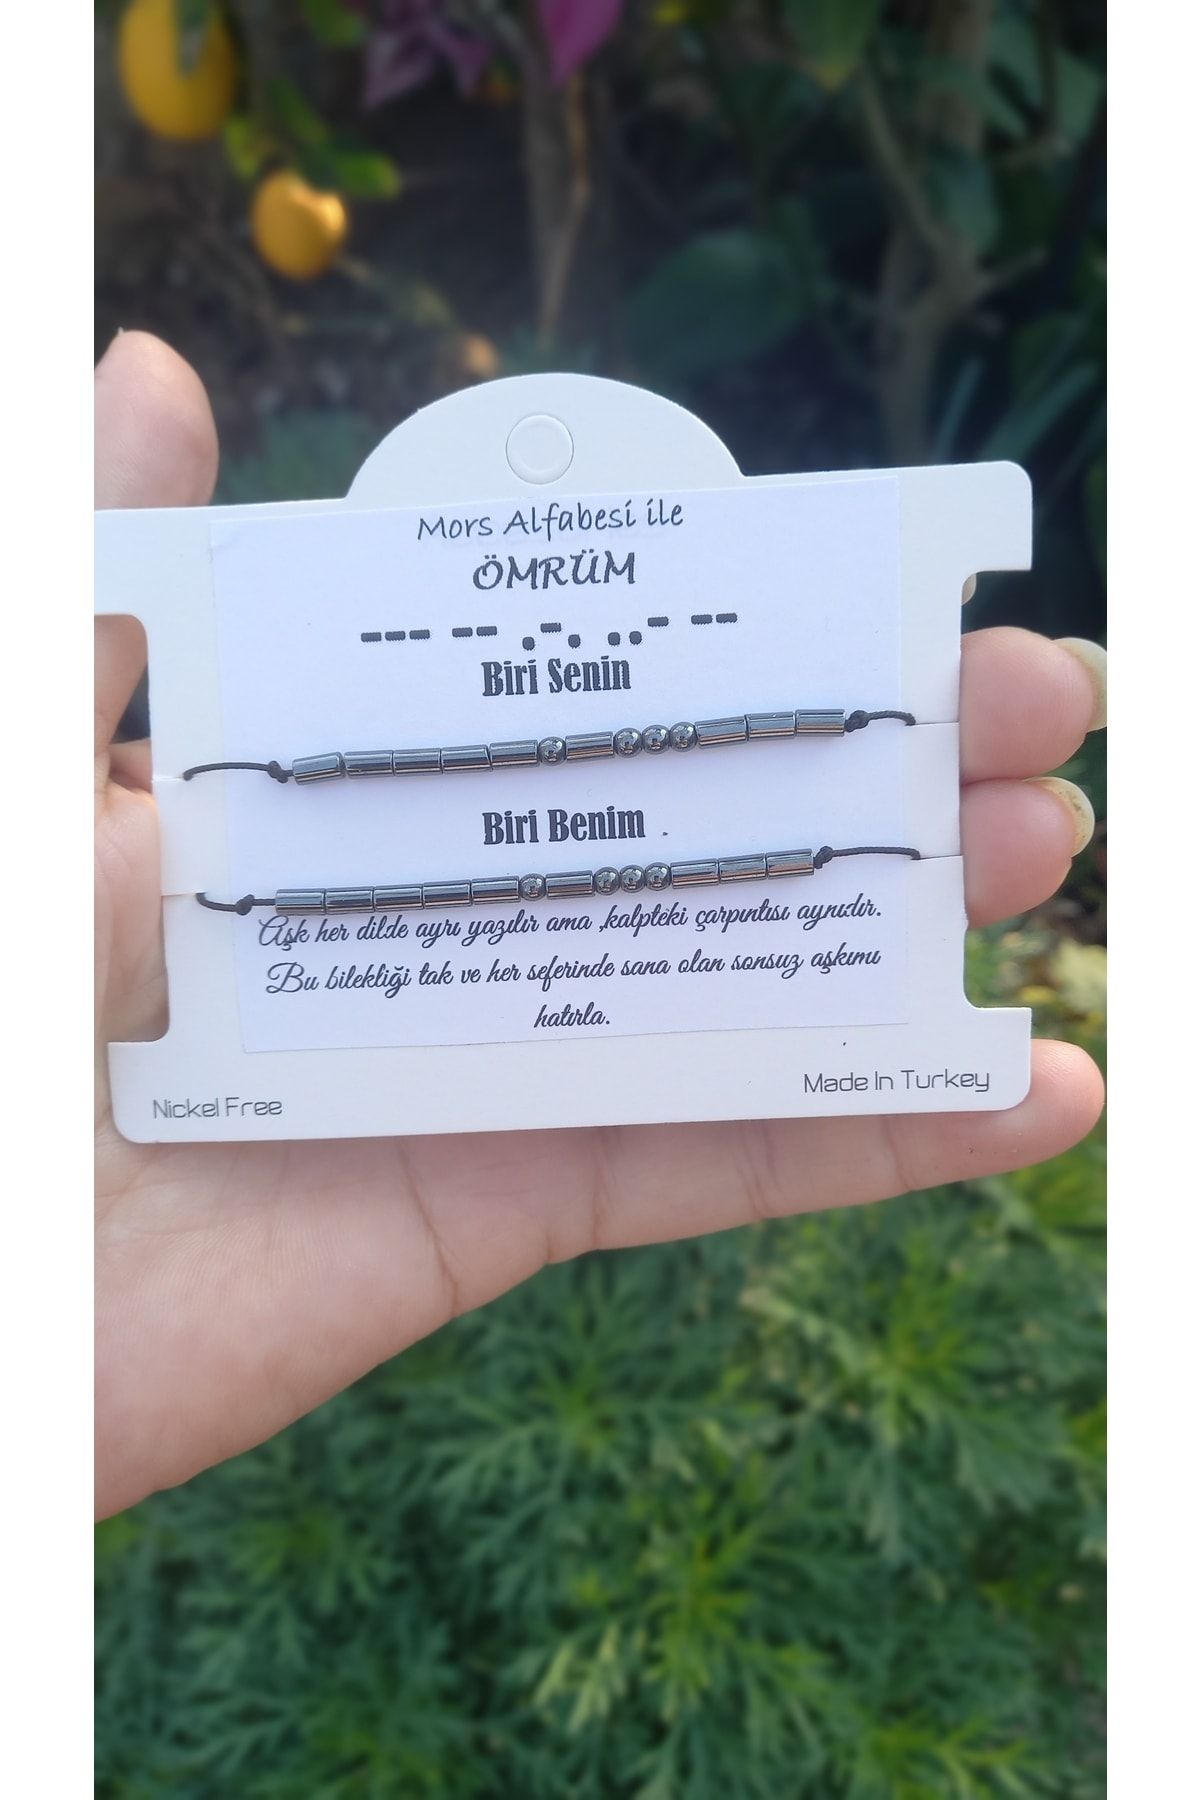 Mors Alfabesi ile
ÖMRÜM
--- -- .-. ..- --
Biri Senin
Biri Benim .
Aşk her dilde ayrı yazılır ama ,kalpteki çarpıntısı aynıdır.
Bu bilekliği tak ve her seferinde sana olan sonsuz aşkımı
hatırla.
Nickel Free
Made In Turkey